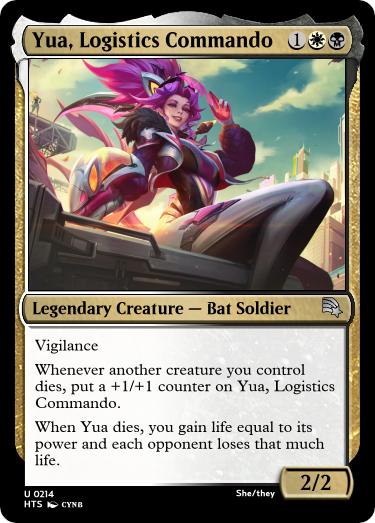 Yua, Logistics Commando 1
Legendary Creature — Bat Soldier
Vigilance
Whenever another creature you control
dies, put a +1/+1 counter on Yua, Logistics
Commando.
When Yua dies, you gain life equal to its
power and each opponent loses that much
life.
2/2
U 0214
She/they
HTS CYNB